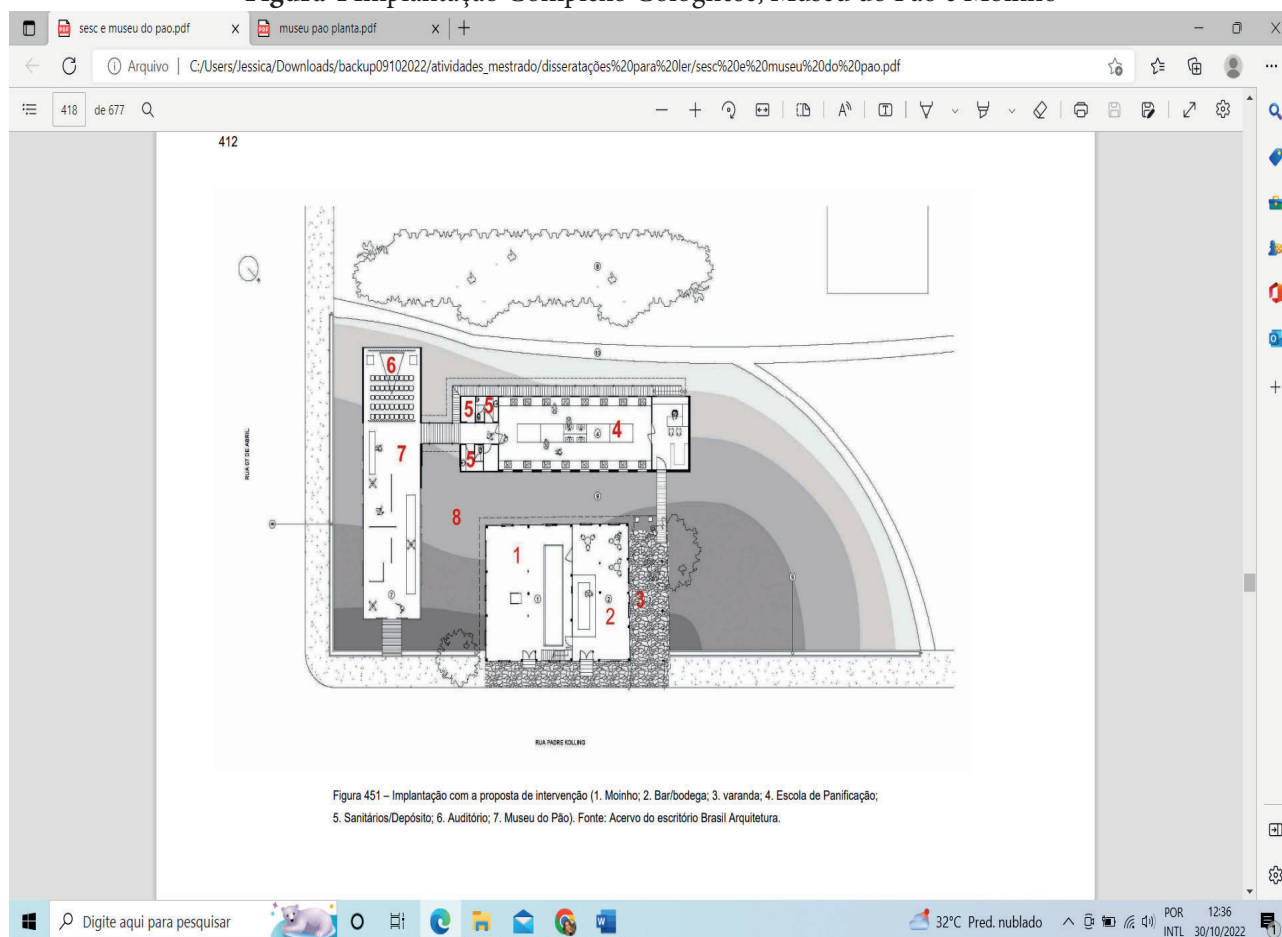 Figura 4 Implantação Complexo Colognhese, Museu do Pão e Moinho
sesc e museu do pao.pdf
museu pao planta.pdf
Arquivo
C:/Users/Jessica/Downloads/backup09102022/atividades_mestrado/disseratações%20para%20ler/sesc%20e%20museu%20do%20pao.pdf
418 de 677
412
6
5 5
4
RUA 07 DE ABRIL
7
5
8
1
2
3
RUA PADRE KOLLING
Figura 451 – Implantação com a proposta de intervenção (1. Moinho; 2. Bar/bodega; 3. varanda; 4. Escola de Panificação;
5. Sanitários/Depósito; 6. Auditório; 7. Museu do Pão). Fonte: Acervo do escritório Brasil Arquitetura.
Digite aqui para pesquisar
32°C Pred. nublado
POR
INTL
12:36
30/10/2022